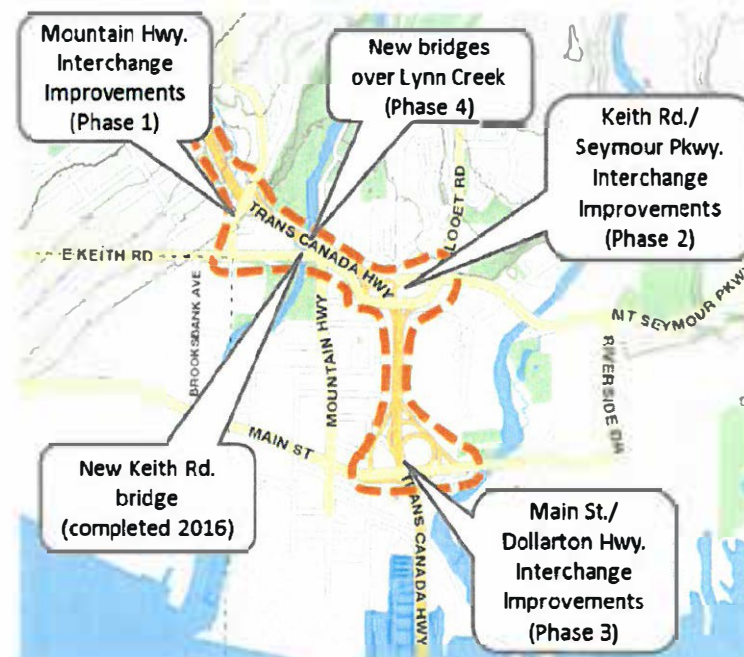 Mountain Hwy.
Interchange
Improvements
(Phase 1)
New bridges
over Lynn Creek
(Phase 4)
Keith Rd./
Seymour Pkwy.
Interchange
Improvements
(Phase 2)
TRANS CANADA HWY
LOOET RD
E KEITH RD
BROOKSBANK AVE
MOUNTAIN HWY
MT SEYMOUR PKWY
RIVERSIDE DR
MAIN ST
New Keith Rd.
bridge
(completed 2016)
TRANS CANADA HWY
Main St./
Dollarton Hwy.
Interchange
Improvements
(Phase 3)